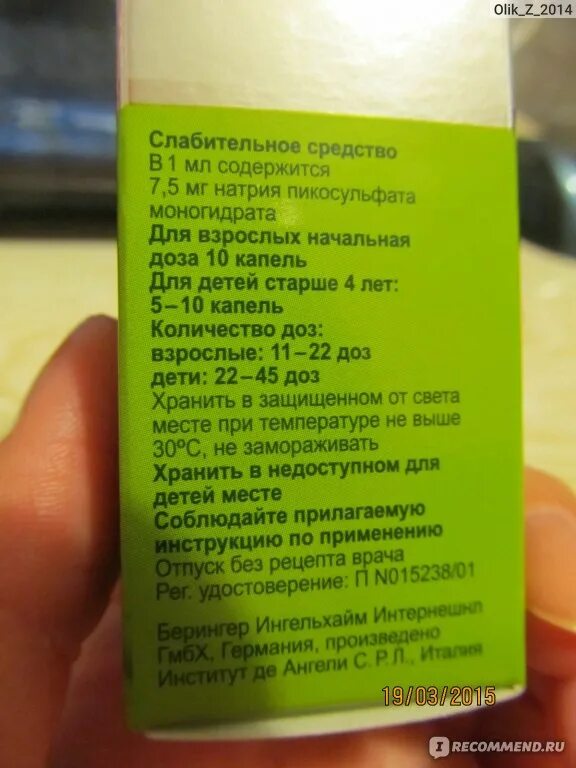 Olik_Z_2014
Слабительное средство
В 1 мл содержится
7,5 мг натрия пикосульфата
моногидрата
Для взрослых начальная
доза 10 капель
Для детей старше 4 лет:
5–10 капель
Количество доз:
взрослые: 11–22 доз
дети: 22–45 доз
Хранить в защищенном от света
месте при температуре не выше
30°С, не замораживать
Хранить в недоступном для
детей месте
Соблюдайте прилагаемую
инструкцию по применению
Отпуск без рецепта врача
Рег. удостоверение: П N015238/01
Берингер Ингельхайм Интернешнл
ГмбХ, Германия, произведено
Институт де Ангели С.Р.Л., Италия
19/03/2015
IRECOMMEND.RU